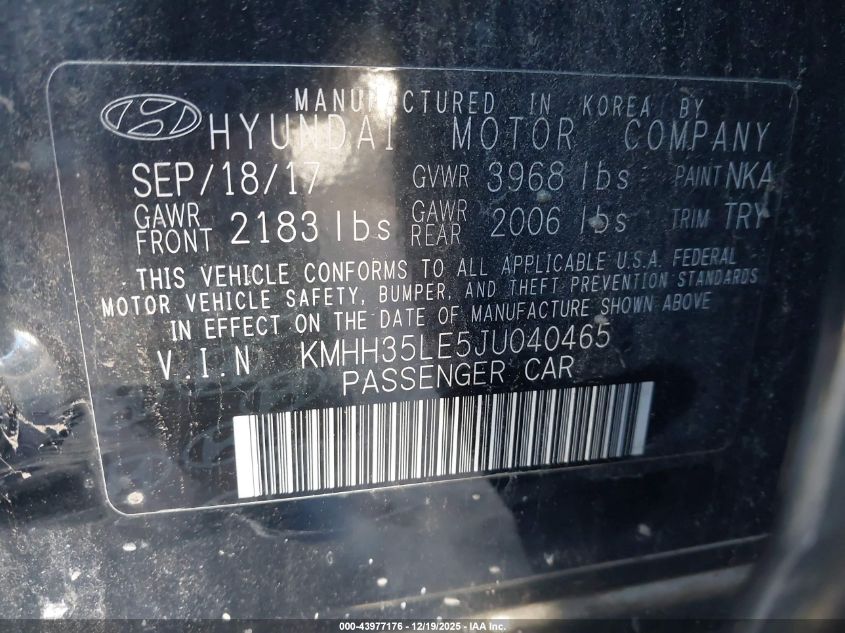 MANUFACTURED IN KOREA BY
HYUNDAI MOTOR COMPANY
SEP/18/17 GVWR 3968 lbs PAINT NKA
GAWR FRONT 2183 lbs GAWR REAR 2006 lbs TRIM TRY
THIS VEHICLE CONFORMS TO ALL APPLICABLE U.S.A. FEDERAL
MOTOR VEHICLE SAFETY, BUMPER, AND THEFT PREVENTION STANDARDS
IN EFFECT ON THE DATE OF MANUFACTURE SHOWN ABOVE
V.I.N KMHH35LE5JU040465
PASSENGER CAR
000-43977176 - 12/19/2025 - IAA Inc.